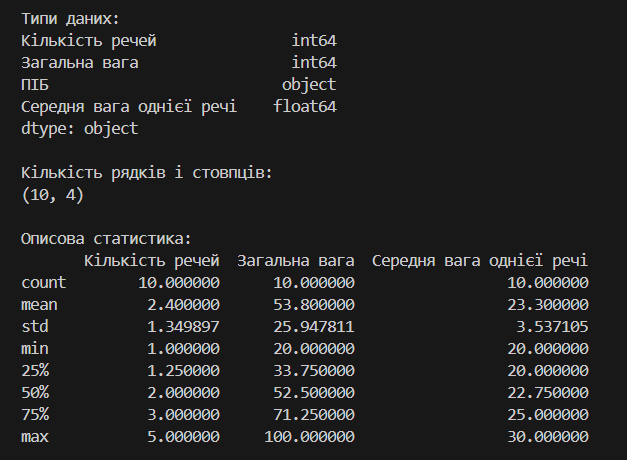 Типи даних:
Кількість речей int64
Загальна вага int64
ПІБ object
Середня вага однієї речі float64
dtype: object
Кількість рядків і стовпців:
(10, 4)
Описова статистика:
Кількість речей Загальна вага Середня вага однієї речі
count 10.000000 10.000000 10.000000
mean 2.400000 53.800000 23.300000
std 1.349897 25.947811 3.537105
min 1.000000 20.000000 20.000000
25% 1.250000 33.750000 20.000000
50% 2.000000 52.500000 22.750000
75% 3.000000 71.250000 25.000000
max 5.000000 100.000000 30.000000